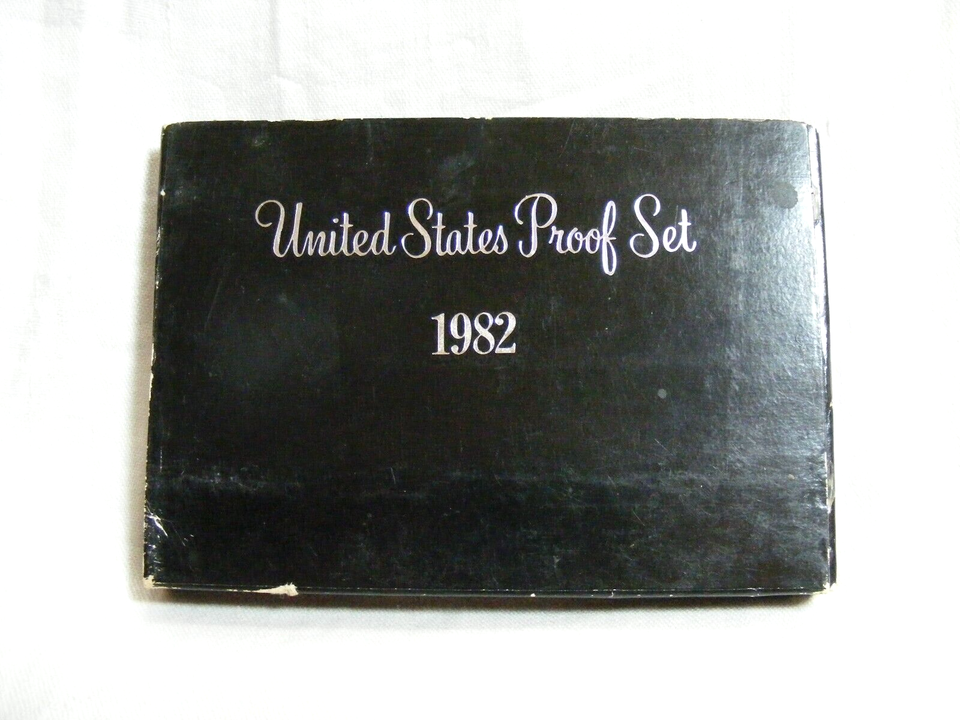 United States Proof Set
1982